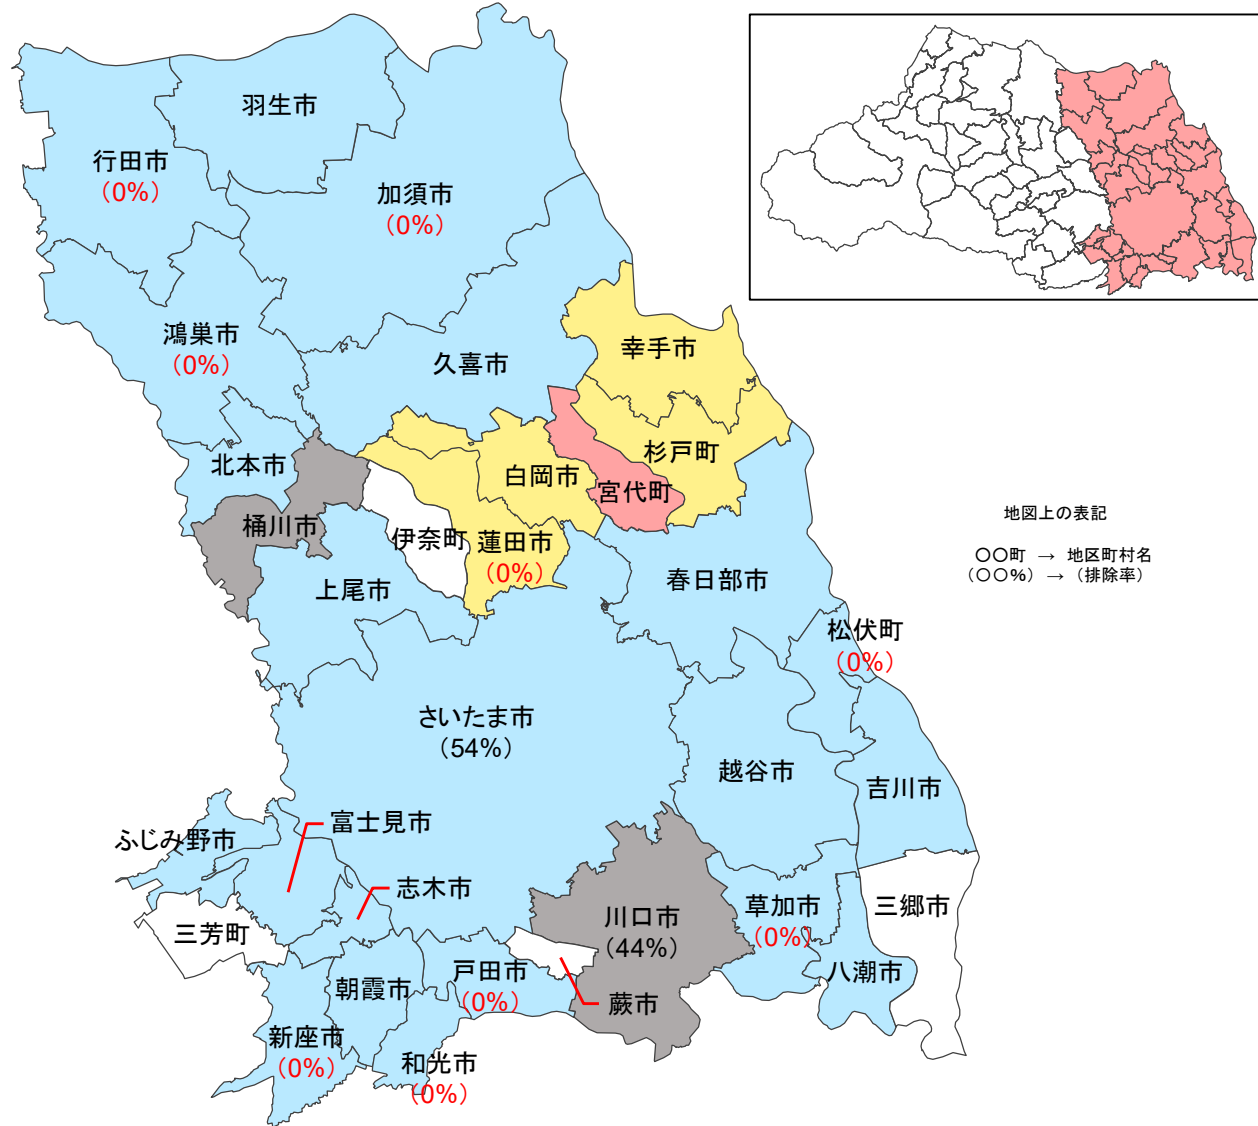 羽生市
行田市
(0%)
加須市
(0%)
鴻巣市
(0%)
久喜市
幸手市
北本市
白岡市
杉戸町
宮代町
桶川市
伊奈町
蓮田市
(0%)
上尾市
春日部市
松伏町
(0%)
さいたま市
(54%)
越谷市
吉川市
富士見市
ふじみ野市
志木市
三芳町
川口市
(44%)
草加市
(0%)
三郷市
八潮市
朝霞市
戸田市
(0%)
蕨市
新座市
(0%)
和光市
(0%)
地図上の表記
〇〇町 → 地区町村名
(〇〇%) → (排除率)